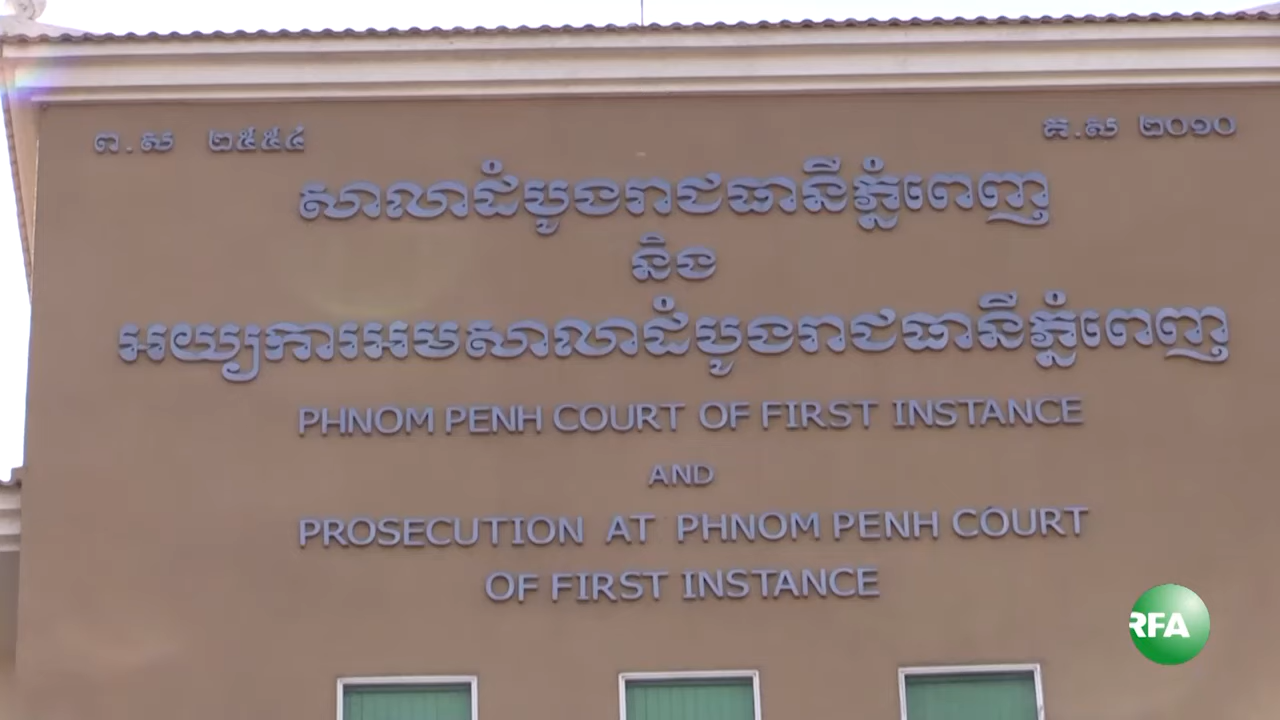 ព.ស ២៥៥៤
គ.ស ២០១០
សាលាដំបូងរាជធានីភ្នំពេញ
និង
អយ្យការអមសាលាដំបូងរាជធានីភ្នំពេញ
PHNOM PENH COURT OF FIRST INSTANCE
AND
PROSECUTION AT PHNOM PENH COURT
OF FIRST INSTANCE
RFA